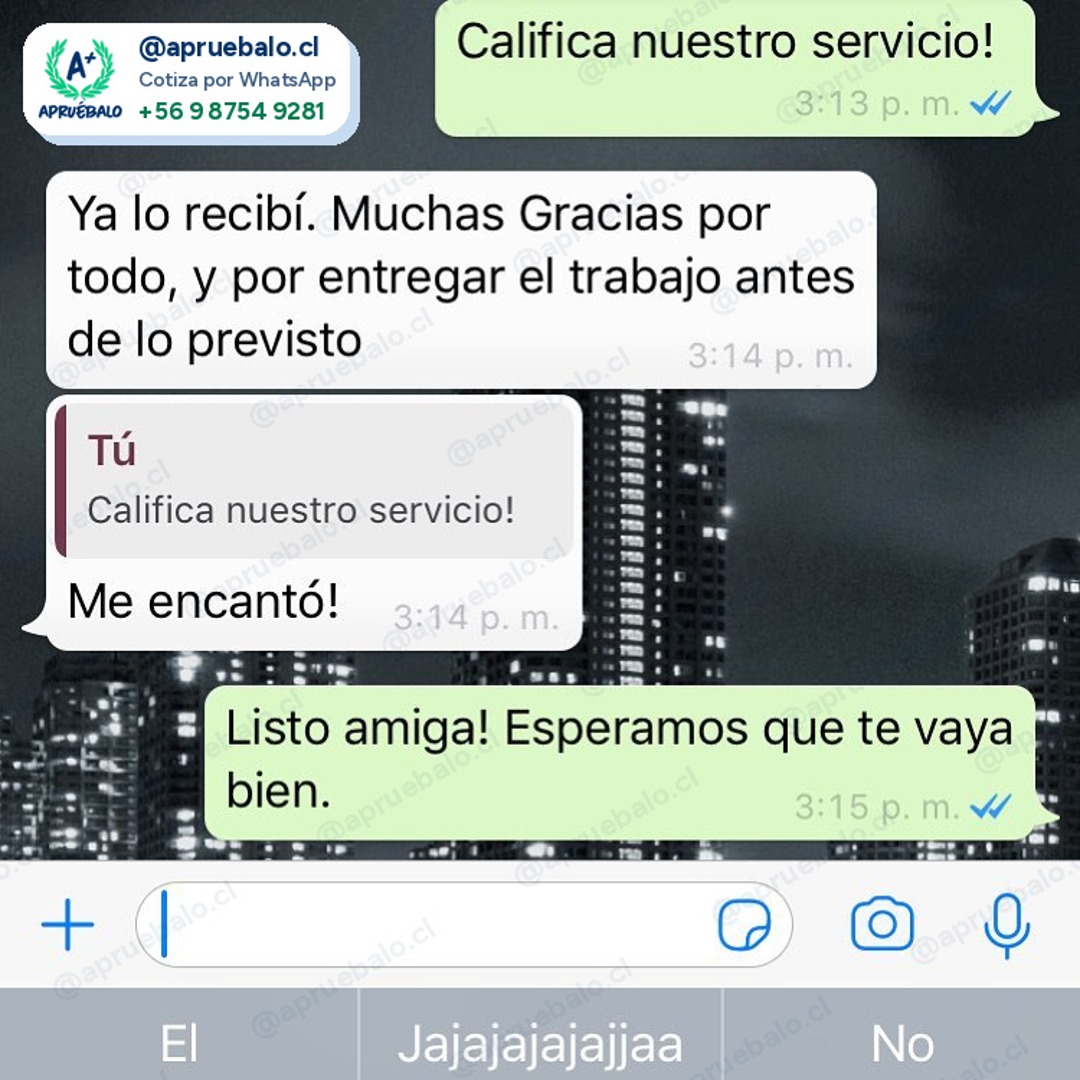 A+
APRUÉBALO
@apruebalo.cl
Cotiza por WhatsApp
+56 9 8754 9281
Califica nuestro servicio!
3:13 p. m.
Ya lo recibí. Muchas Gracias por
todo, y por entregar el trabajo antes
de lo previsto
3:14 p. m.
Tú
Califica nuestro servicio!
Me encantó!
3:14 p. m.
Listo amiga! Esperamos que te vaya
bien.
3:15 p. m.
El
Jajajajajajjaa
No
@apruebalo.cl